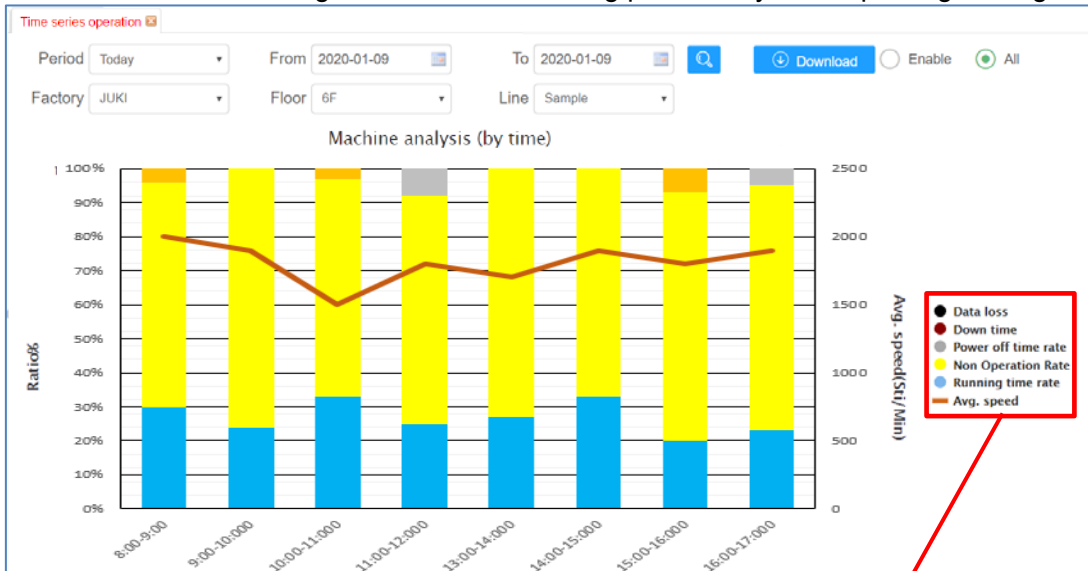 Time series operation
Period Today From 2020-01-09 To 2020-01-09 Download Enable All
Factory JUKI Floor 6F Line Sample
Machine analysis (by time)
1 100% 2500
90%
80% 2000
70%
60% 1500
50%
40% 1000
30%
20% 500
10%
0% 0
Ratio%
Avg. speed(Sti/Min)
Data loss
Down time
Power off time rate
Non Operation Rate
Running time rate
Avg. speed
8:00-9:00 9:00-10:000 10:00-11:000 11:00-12:000 13:00-14:000 14:00-15:000 15:00-16:000 16:00-17:000